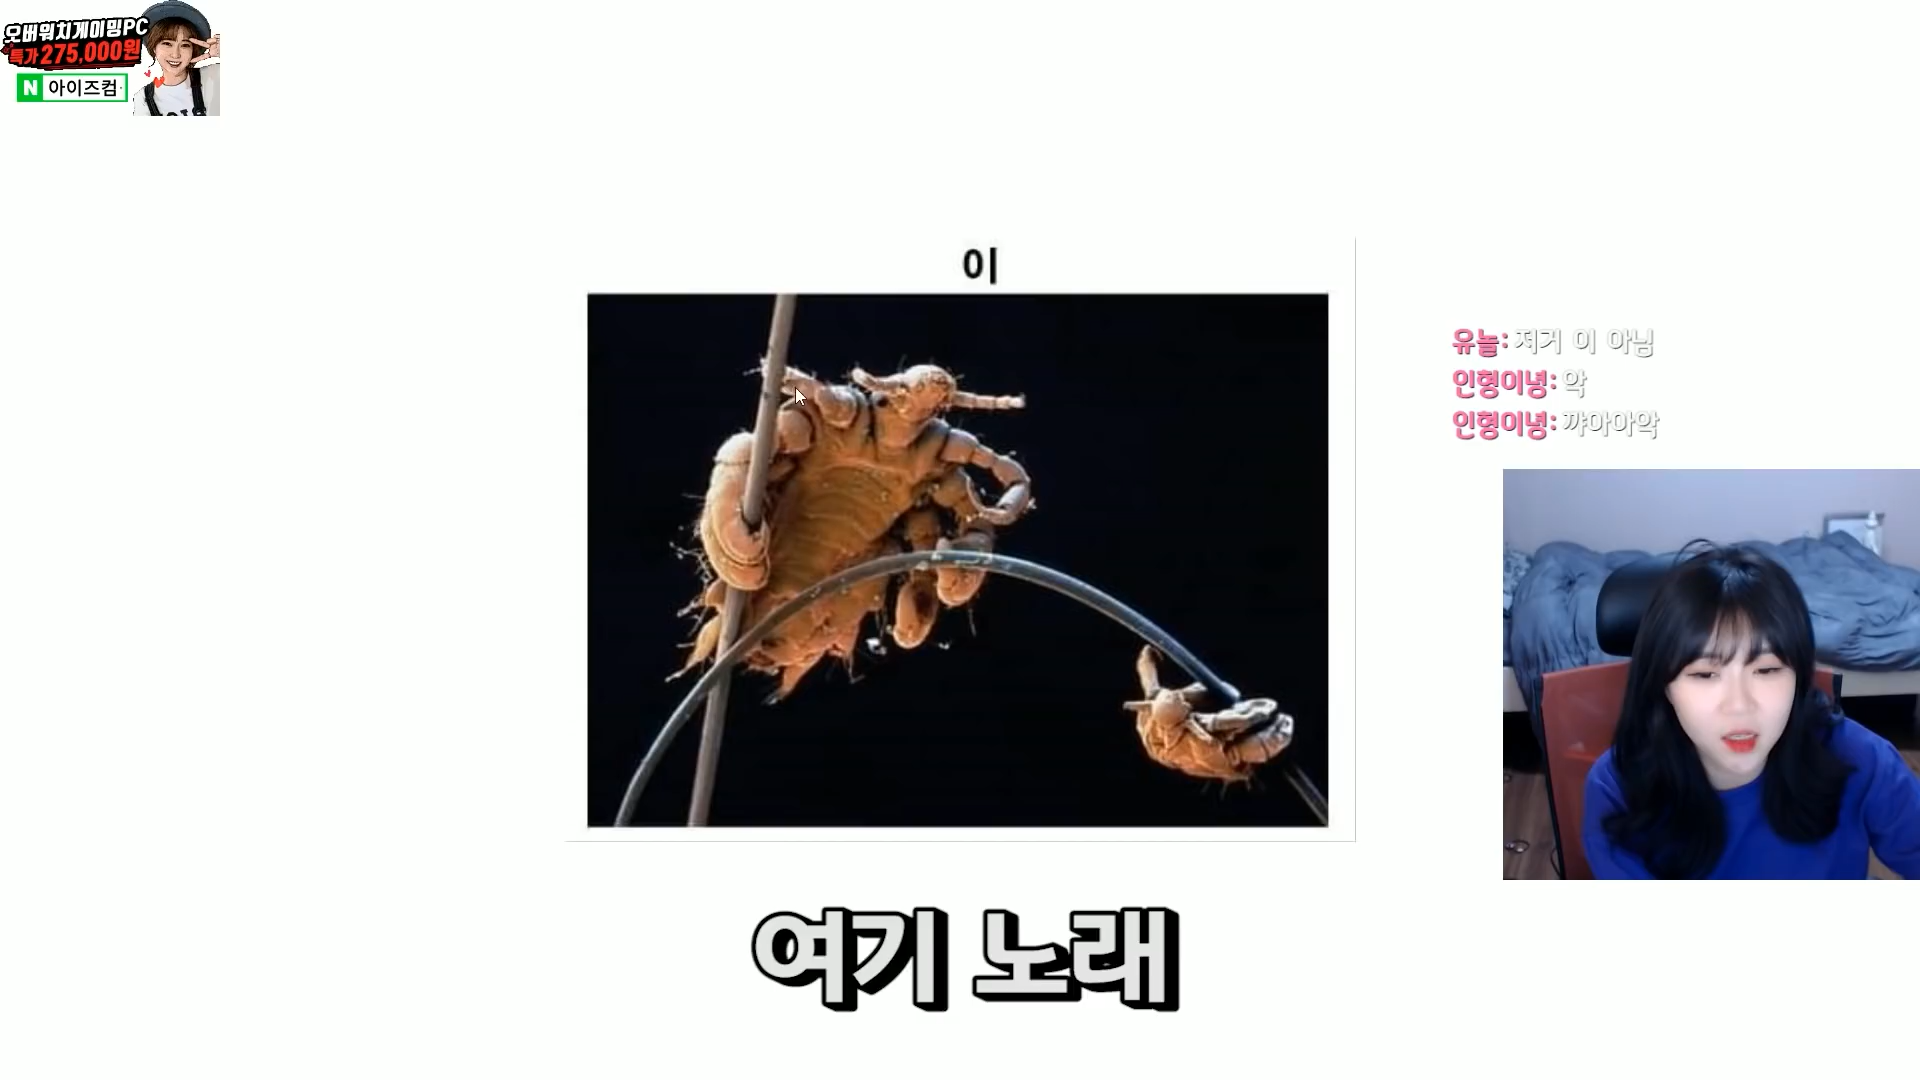 오버워치게이밍PC
특가 275,000원
N 아이즈컴
이
유눌: 저거 이 아님
인형이녕: 악
인형이녕: 꺄아아악
여기 노래